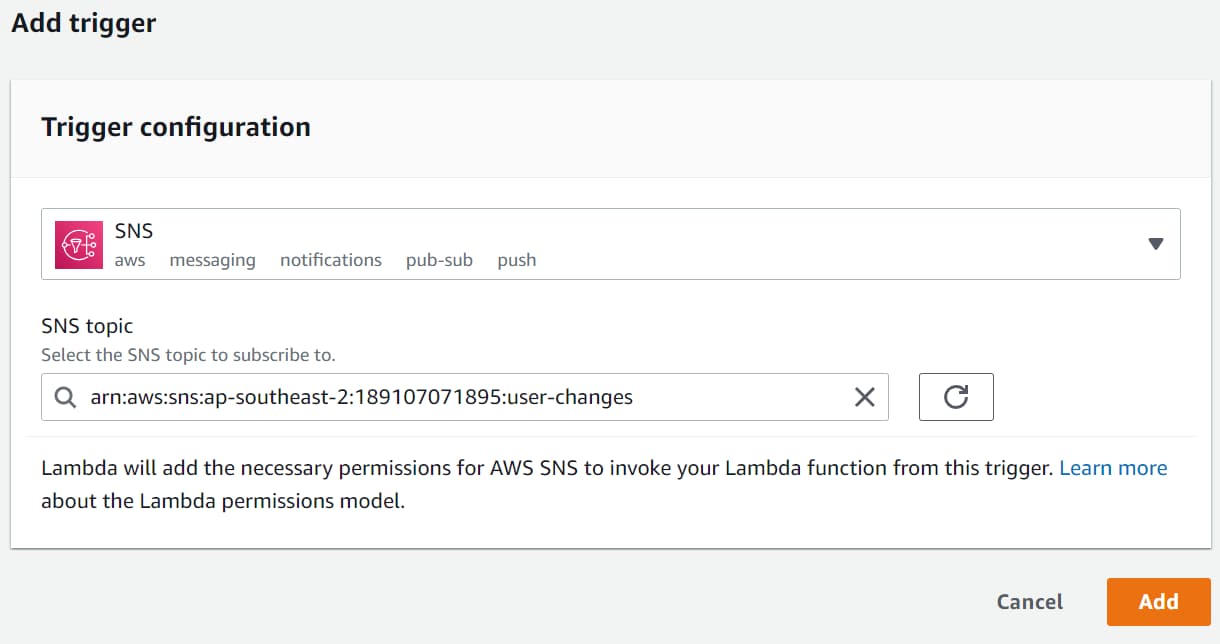 Add trigger
Trigger configuration
SNS
aws messaging notifications pub-sub push
SNS topic
Select the SNS topic to subscribe to.
arn:aws:sns:ap-southeast-2:189107071895:user-changes
Lambda will add the necessary permissions for AWS SNS to invoke your Lambda function from this trigger. Learn more
about the Lambda permissions model.
Cancel Add